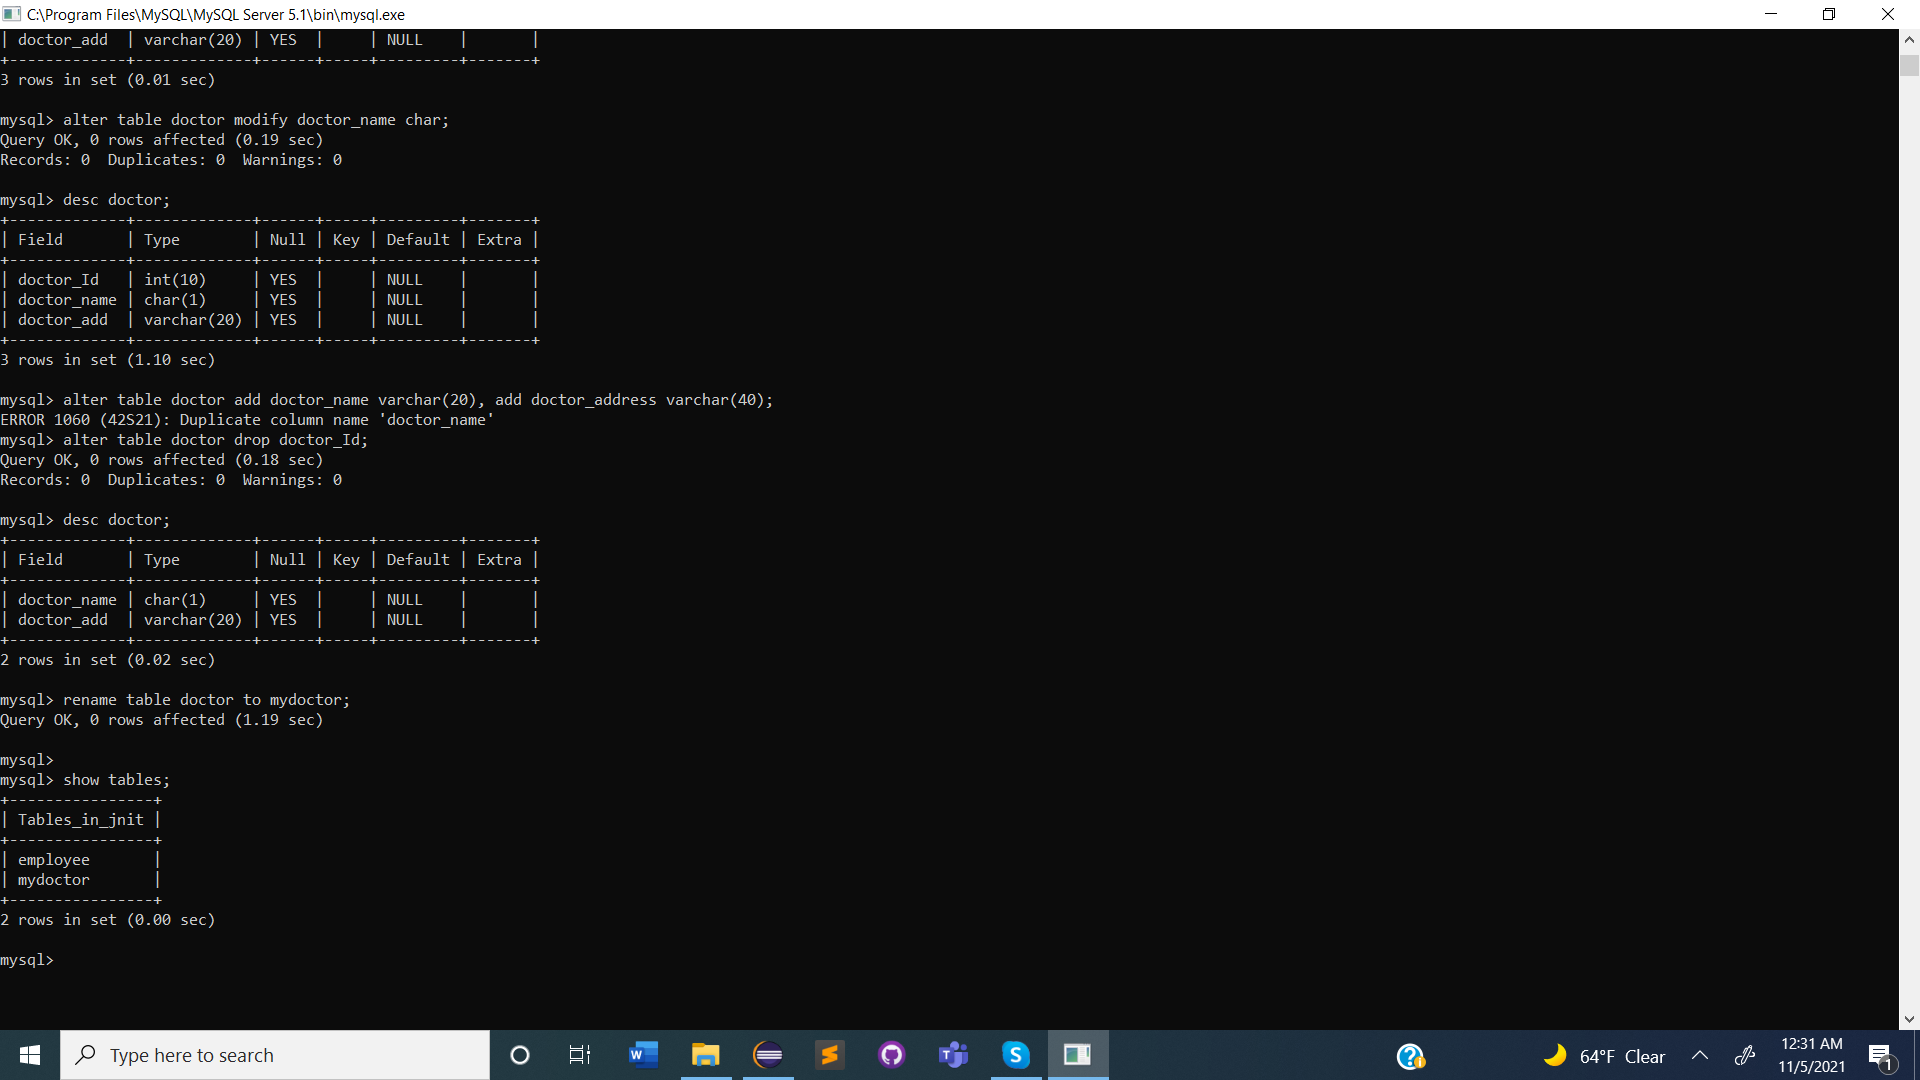 C:\Program Files\MySQL\MySQL Server 5.1\bin\mysql.exe
| doctor_add  | varchar(20) | YES  |     | NULL    |       |
+-------------+-------------+------+-----+---------+-------+
3 rows in set (0.01 sec)
mysql> alter table doctor modify doctor_name char;
Query OK, 0 rows affected (0.19 sec)
Records: 0  Duplicates: 0  Warnings: 0
mysql> desc doctor;
+-------------+-------------+------+-----+---------+-------+
| Field       | Type        | Null | Key | Default | Extra |
+-------------+-------------+------+-----+---------+-------+
| doctor_Id   | int(10)     | YES  |     | NULL    |       |
| doctor_name | char(1)     | YES  |     | NULL    |       |
| doctor_add  | varchar(20) | YES  |     | NULL    |       |
+-------------+-------------+------+-----+---------+-------+
3 rows in set (1.10 sec)
mysql> alter table doctor add doctor_name varchar(20), add doctor_address varchar(40);
ERROR 1060 (42S21): Duplicate column name 'doctor_name'
mysql> alter table doctor drop doctor_Id;
Query OK, 0 rows affected (0.18 sec)
Records: 0  Duplicates: 0  Warnings: 0
mysql> desc doctor;
+-------------+-------------+------+-----+---------+-------+
| Field       | Type        | Null | Key | Default | Extra |
+-------------+-------------+------+-----+---------+-------+
| doctor_name | char(1)     | YES  |     | NULL    |       |
| doctor_add  | varchar(20) | YES  |     | NULL    |       |
+-------------+-------------+------+-----+---------+-------+
2 rows in set (0.02 sec)
mysql> rename table doctor to mydoctor;
Query OK, 0 rows affected (1.19 sec)
mysql>
mysql> show tables;
+----------------+
| Tables_in_jnit |
+----------------+
| employee       |
| mydoctor       |
+----------------+
2 rows in set (0.00 sec)
mysql>
Type here to search
64°F Clear
12:31 AM
11/5/2021
1